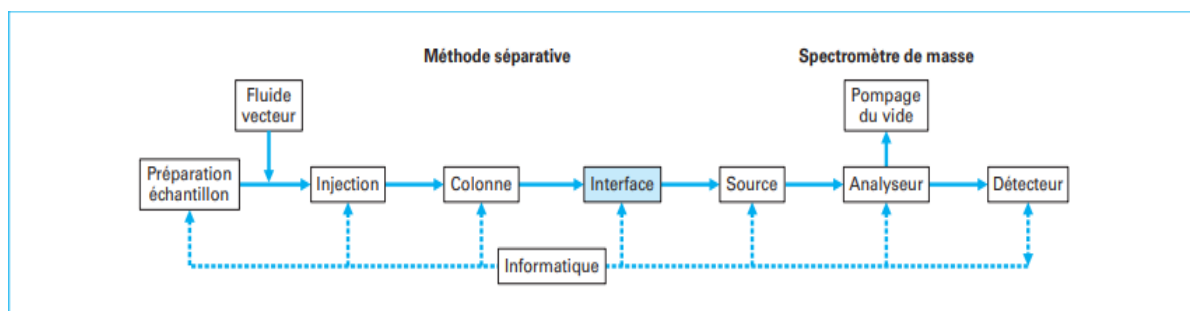 Méthode séparative
Spectromètre de masse
Fluide
vecteur
Pompage
du vide
Préparation
échantillon
Injection
Colonne
Interface
Source
Analyseur
Détecteur
Informatique